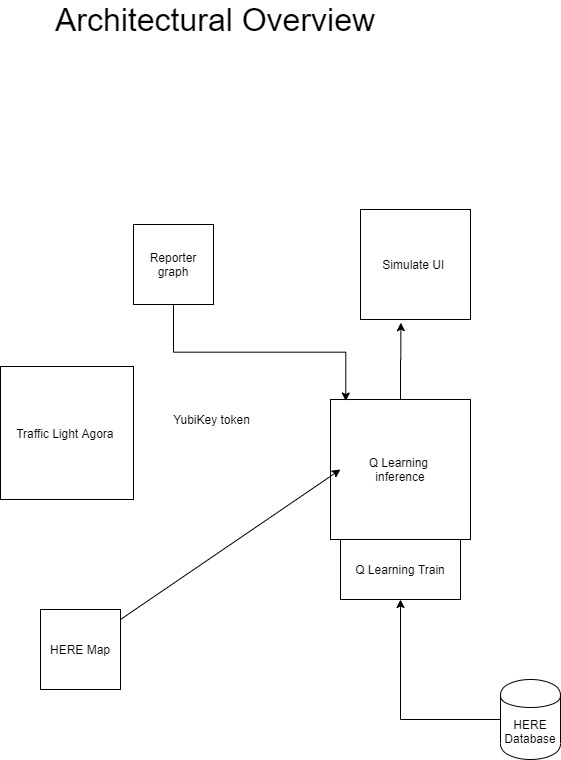 Architectural Overview
Reporter
graph
Simulate UI
Traffic Light Agora
YubiKey token
Q Learning
inference
Q Learning Train
HERE Map
HERE
Database